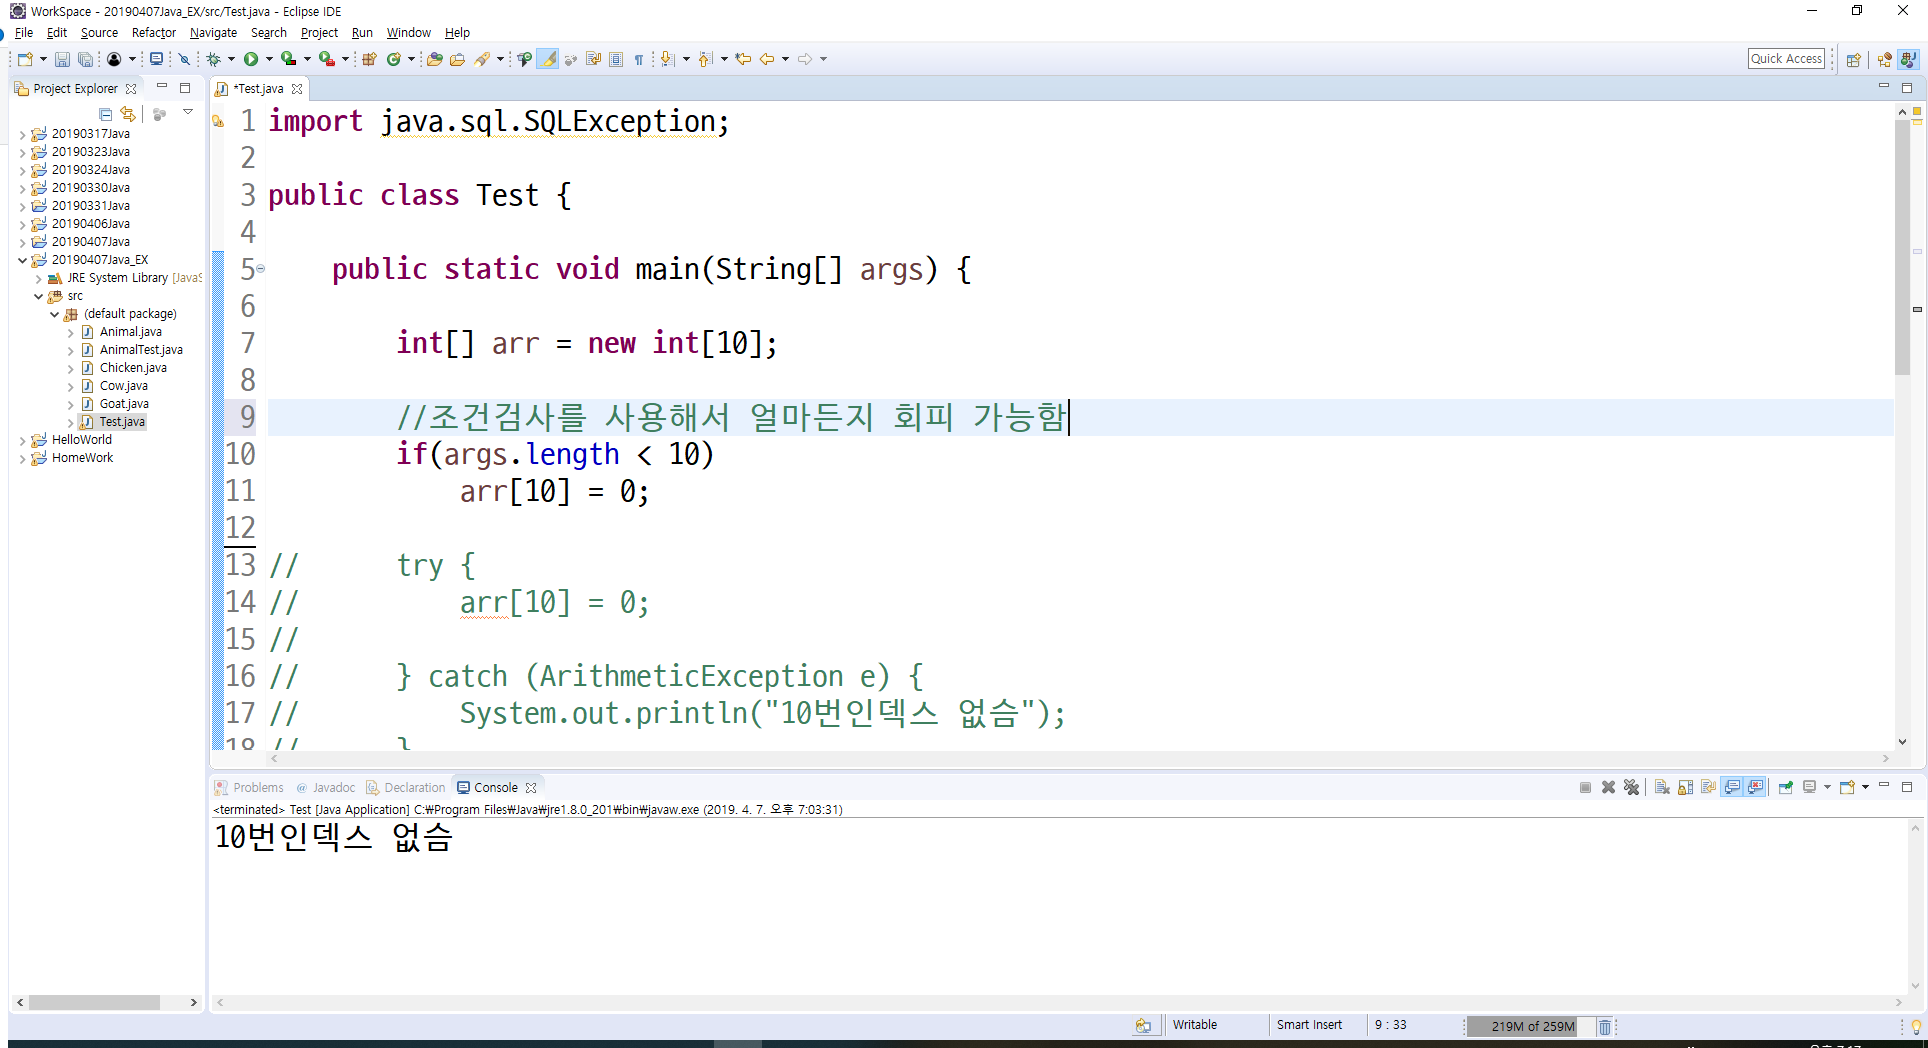 WorkSpace - 20190407Java_EX/src/Test.java - Eclipse IDE
File Edit Source Refactor Navigate Search Project Run Window Help
Quick Access
Project Explorer
20190317Java
20190323Java
20190324Java
20190330Java
20190331Java
20190406Java
20190407Java
20190407Java_EX
JRE System Library [JavaS
src
(default package)
Animal.java
AnimalTest.java
Chicken.java
Cow.java
Goat.java
Test.java
HelloWorld
HomeWork
*Test.java
1 import java.sql.SQLException;
2
3 public class Test {
4
5 public static void main(String[] args) {
6
7 int[] arr = new int[10];
8
9 //조건검사를 사용해서 얼마든지 회피 가능함
10 if(args.length < 10)
11 arr[10] = 0;
12
13 // try {
14 // arr[10] = 0;
15 //
16 // } catch (ArithmeticException e) {
17 // System.out.println("10번인덱스 없슴");
18 // }
Problems @ Javadoc Declaration Console
<terminated> Test [Java Application] C:₩Program Files₩Java₩jre1.8.0_201₩bin₩javaw.exe (2019. 4. 7. 오후 7:03:31)
10번인덱스 없슴
Writable Smart Insert 9 : 33 219M of 259M